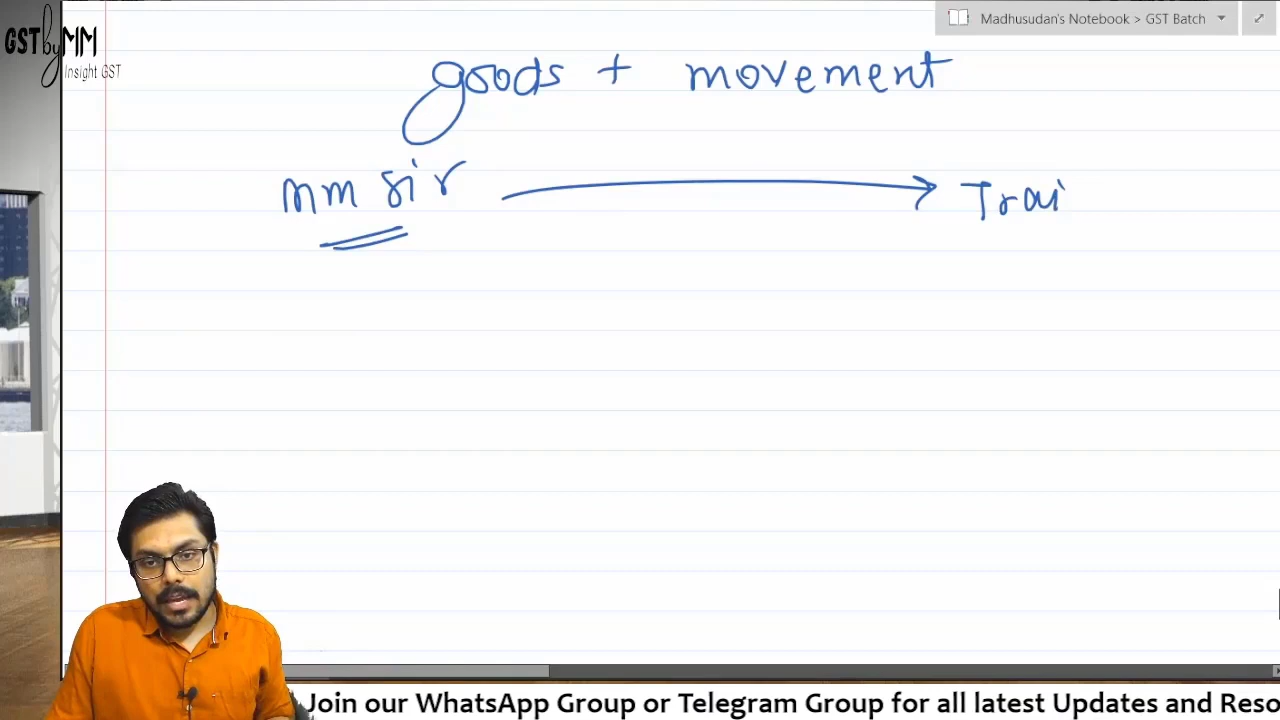 GST by MM
Insight GST
Madhusudan's Notebook > GST Batch
goods + movement
mm sir → Trai
Join our WhatsApp Group or Telegram Group for all latest Updates and Reso